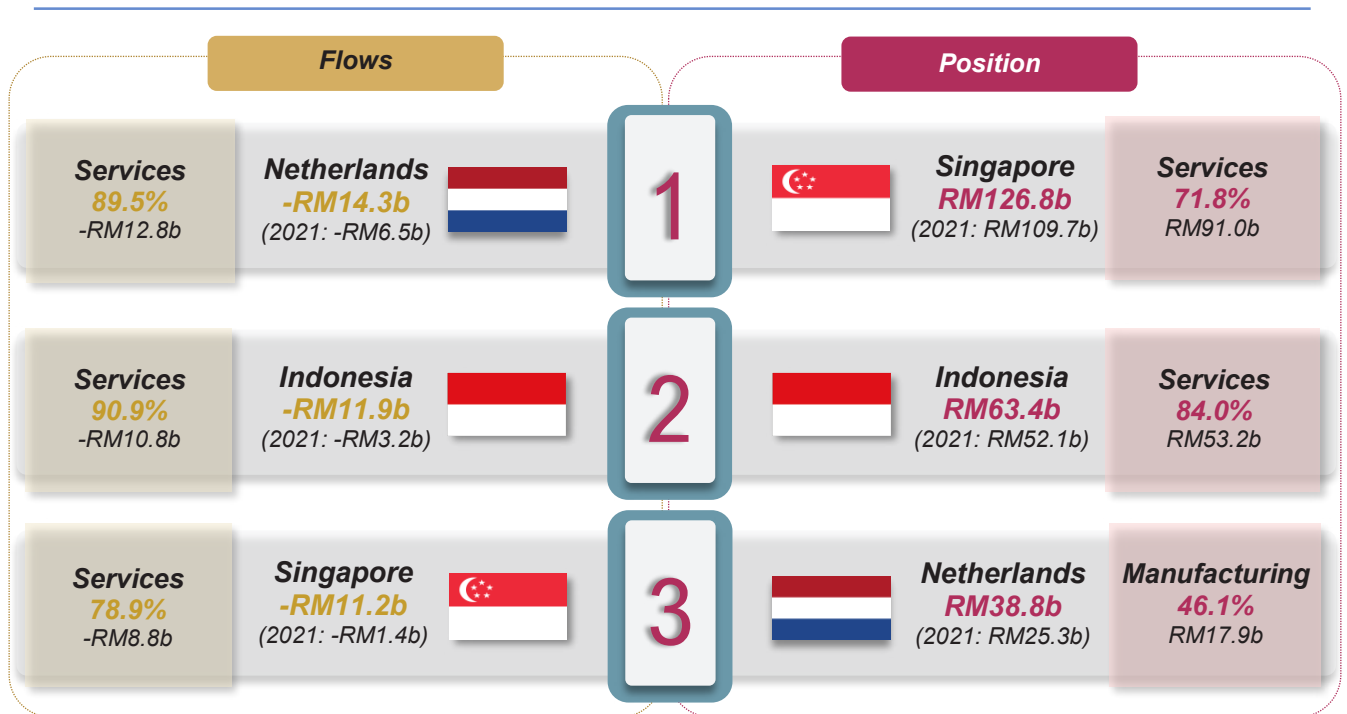 Flows
Position
Services
89.5%
-RM12.8b
Netherlands
-RM14.3b
(2021: -RM6.5b)
1
Singapore
RM126.8b
(2021: RM109.7b)
Services
71.8%
RM91.0b
Services
90.9%
-RM10.8b
Indonesia
-RM11.9b
(2021: -RM3.2b)
2
Indonesia
RM63.4b
(2021: RM52.1b)
Services
84.0%
RM53.2b
Services
78.9%
-RM8.8b
Singapore
-RM11.2b
(2021: -RM1.4b)
3
Netherlands
RM38.8b
(2021: RM25.3b)
Manufacturing
46.1%
RM17.9b